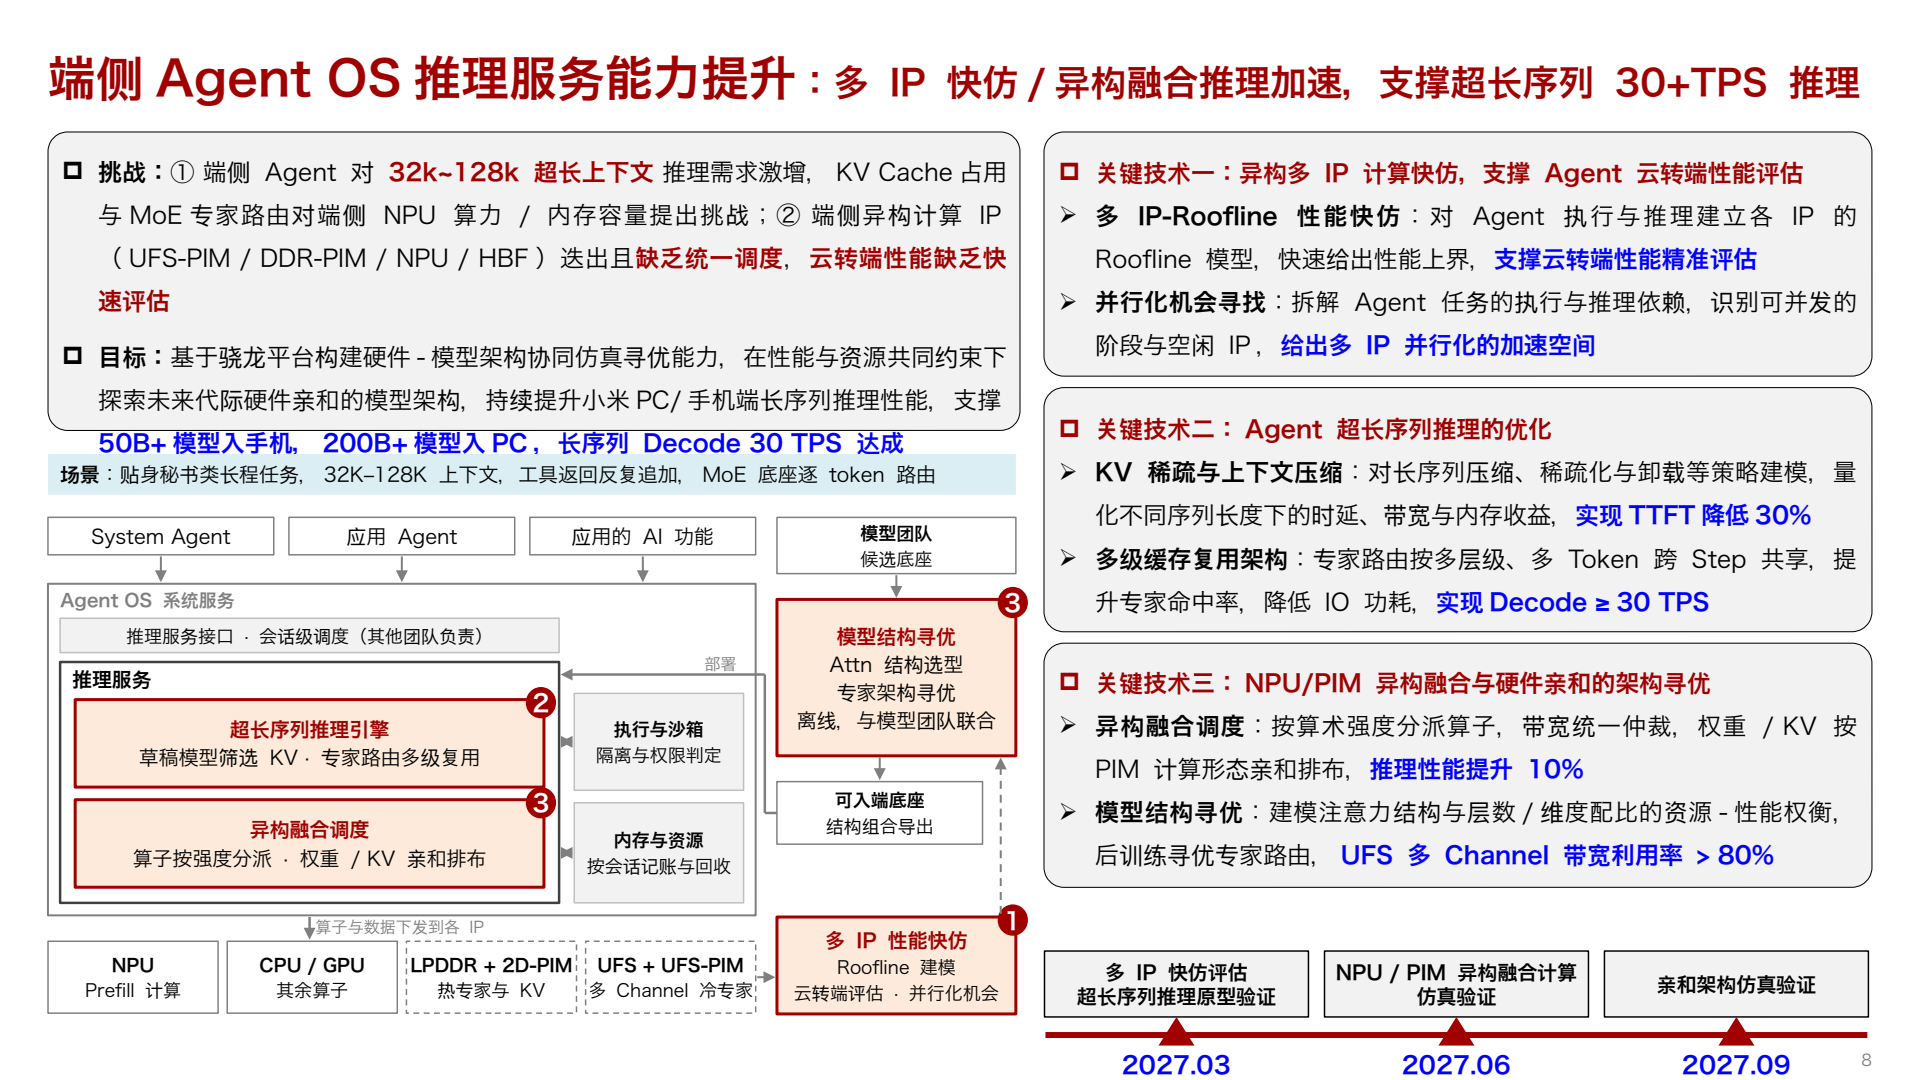 端侧 Agent OS 推理服务能力提升：多 IP 快仿 / 异构融合推理加速，支撑超长序列 30+TPS 推理
挑战：① 端侧 Agent 对 32k~128k 超长上下文 推理需求激增， KV Cache 占用
与 MoE 专家路由对端侧 NPU 算力 / 内存容量提出挑战；② 端侧异构计算 IP
（ UFS-PIM / DDR-PIM / NPU / HBF ）迭出且缺乏统一调度，云转端性能缺乏快
速评估
目标：基于骁龙平台构建硬件 - 模型架构协同仿真寻优能力，在性能与资源共同约束下
探索未来代际硬件亲和的模型架构，持续提升小米 PC/ 手机端长序列推理性能，支撑
50B+ 模型入手机， 200B+ 模型入 PC ，长序列 Decode 30 TPS 达成
场景：贴身秘书类长程任务， 32K–128K 上下文，工具返回反复追加， MoE 底座逐 token 路由
System Agent
应用 Agent
应用的 AI 功能
模型团队
候选底座
Agent OS 系统服务
推理服务接口 · 会话级调度（其他团队负责）
推理服务
部署
2
超长序列推理引擎
草稿模型筛选 KV · 专家路由多级复用
3
异构融合调度
算子按强度分派 · 权重 / KV 亲和排布
执行与沙箱
隔离与权限判定
内存与资源
按会话记账与回收
3
模型结构寻优
Attn 结构选型
专家架构寻优
离线，与模型团队联合
可入端底座
结构组合导出
算子与数据下发到各 IP
NPU
Prefill 计算
CPU / GPU
其余算子
LPDDR + 2D-PIM
热专家与 KV
UFS + UFS-PIM
多 Channel 冷专家
1
多 IP 性能快仿
Roofline 建模
云转端评估 · 并行化机会
关键技术一：异构多 IP 计算快仿，支撑 Agent 云转端性能评估
多 IP-Roofline 性能快仿：对 Agent 执行与推理建立各 IP 的
Roofline 模型，快速给出性能上界，支撑云转端性能精准评估
并行化机会寻找：拆解 Agent 任务的执行与推理依赖，识别可并发的
阶段与空闲 IP ，给出多 IP 并行化的加速空间
关键技术二： Agent 超长序列推理的优化
KV 稀疏与上下文压缩：对长序列压缩、稀疏化与卸载等策略建模，量
化不同序列长度下的时延、带宽与内存收益，实现 TTFT 降低 30%
多级缓存复用架构：专家路由按多层级、多 Token 跨 Step 共享，提
升专家命中率，降低 IO 功耗，实现 Decode ≥ 30 TPS
关键技术三： NPU/PIM 异构融合与硬件亲和的架构寻优
异构融合调度：按算术强度分派算子，带宽统一仲裁，权重 / KV 按
PIM 计算形态亲和排布，推理性能提升 10%
模型结构寻优：建模注意力结构与层数 / 维度配比的资源 - 性能权衡，
后训练寻优专家路由， UFS 多 Channel 带宽利用率 > 80%
多 IP 快仿评估
超长序列推理原型验证
NPU / PIM 异构融合计算
仿真验证
亲和架构仿真验证
2027.03
2027.06
2027.09
8